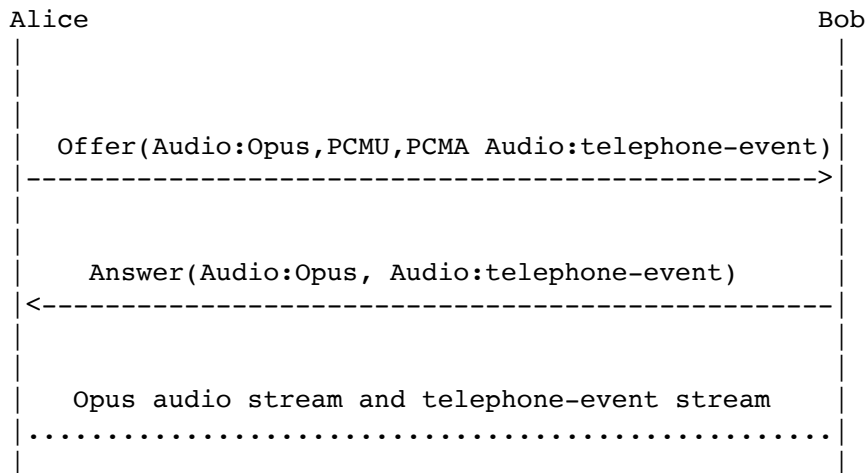 Alice Bob
Offer(Audio:Opus,PCMU,PCMA Audio:telephone-event)
Answer(Audio:Opus, Audio:telephone-event)
Opus audio stream and telephone-event stream